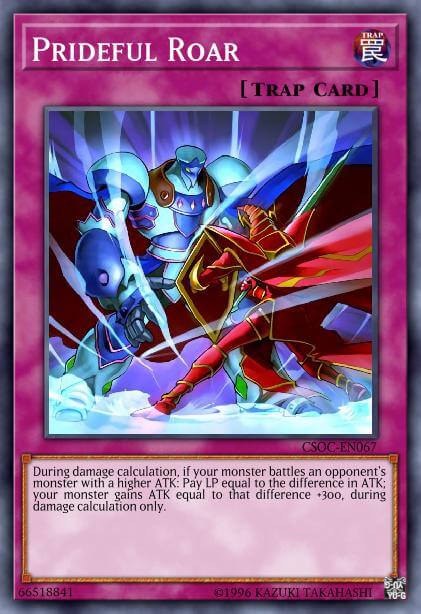 PRIDEFUL ROAR
TRAP
罠
[TRAP CARD]
CSOC-EN067
During damage calculation, if your monster battles an opponent's
monster with a higher ATK: Pay LP equal to the difference in ATK;
your monster gains ATK equal to that difference +300, during
damage calculation only.
66518841
©1996 KAZUKI TAKAHASHI